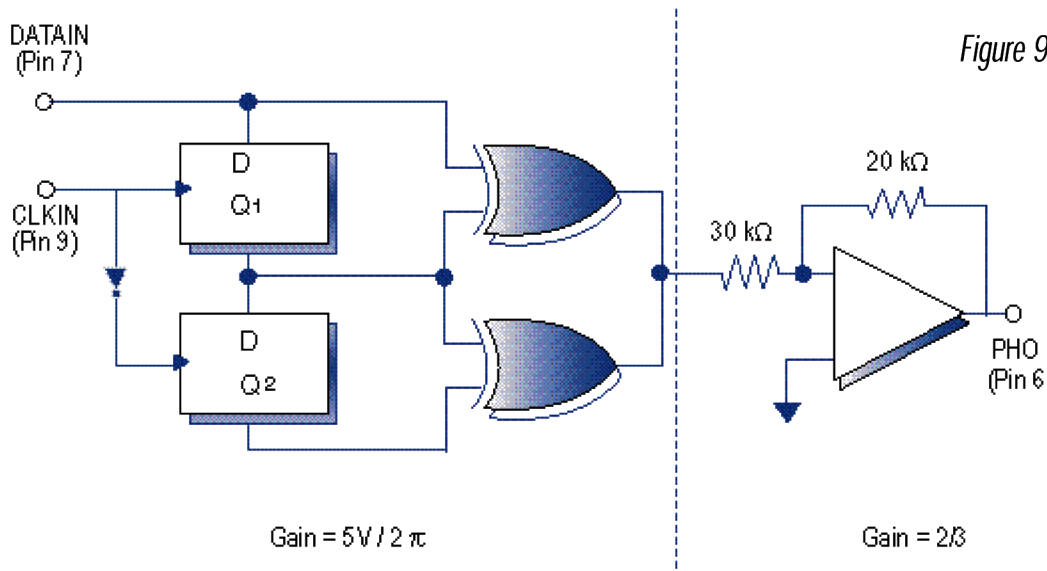 DATAIN
(Pin 7)
Figure 9
D
Q1
CLKIN
(Pin 9)
20 kΩ
30 kΩ
D
Q2
PHO
(Pin 6
Gain = 5V / 2 π
Gain = 2/3